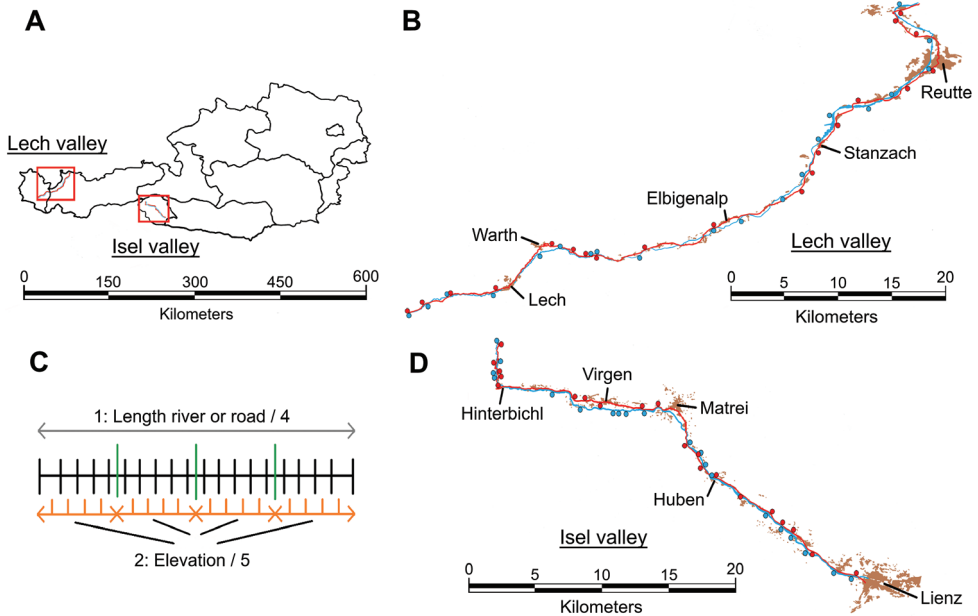 A
Lech valley
Isel valley
0 150 300 450 600
Kilometers
B
Reutte
Stanzach
Elbigenalp
Warth
Lech
Lech valley
0 5 10 15 20
Kilometers
C
1: Length river or road / 4
2: Elevation / 5
D
Virgen
Hinterbichl
Matrei
Huben
Isel valley
0 5 10 15 20
Kilometers
Lienz